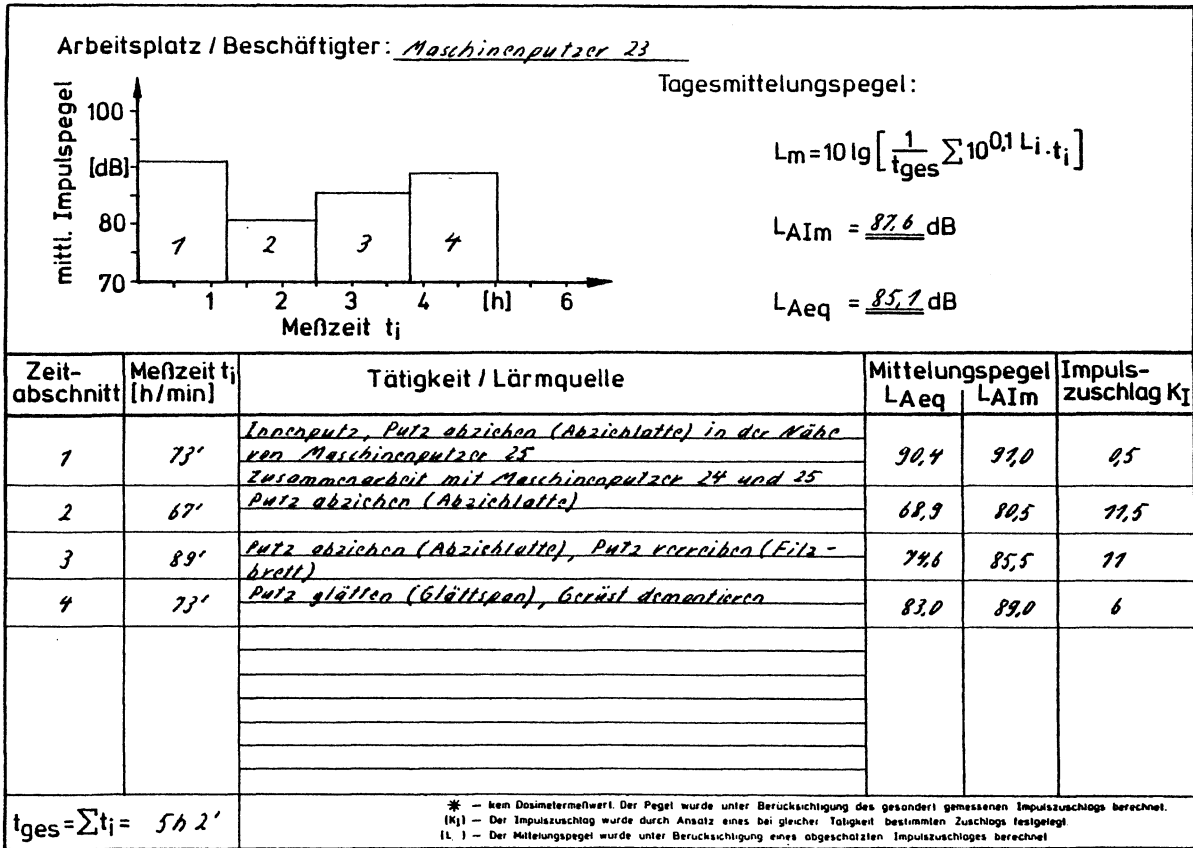 Arbeitsplatz / Beschäftigter: Maschinenputzer 23
Tagesmittelungspegel:
mittl. Impulspegel
[dB]
100
80
70
1 2 3 4
1 2 3 4 [h] 6
Meßzeit ti
Lm = 10 lg [ 1/tges ∑ 10^0,1 Li · ti ]
LAIm = 87,6 dB
LAeq = 85,1 dB
Zeit-abschnitt | Meßzeit ti [h/min] | Tätigkeit / Lärmquelle | Mittelungspegel LAeq | LAIm | Impuls-zuschlag KI
1 73' Innenputz, Putz abziehen (Abziehlatte) in der Nähe 90,4 91,0 0,5
von Maschinenputzer 25
Zusammenarbeit mit Maschinenputzer 24 und 25
2 67' Putz abziehen (Abziehlatte) 68,9 80,5 11,5
3 89' Putz abziehen (Abziehlatte), Putz verreiben (Filz-
brett) 74,6 85,5 11
4 73' Putz glätten (Glättspan), Gerüst demontieren 83,0 89,0 6
tges = ∑ti = 5h 2'
* – kein Dosimetermeßwert. Der Pegel wurde unter Berücksichtigung des gesondert gemessenen Impulszuschlags berechnet.
(KI) – Der Impulszuschlag wurde durch Ansatz eines bei gleicher Tätigkeit bestimmten Zuschlags festgelegt.
(L ) – Der Mittelungspegel wurde unter Berücksichtigung eines abgeschätzten Impulszuschlages berechnet